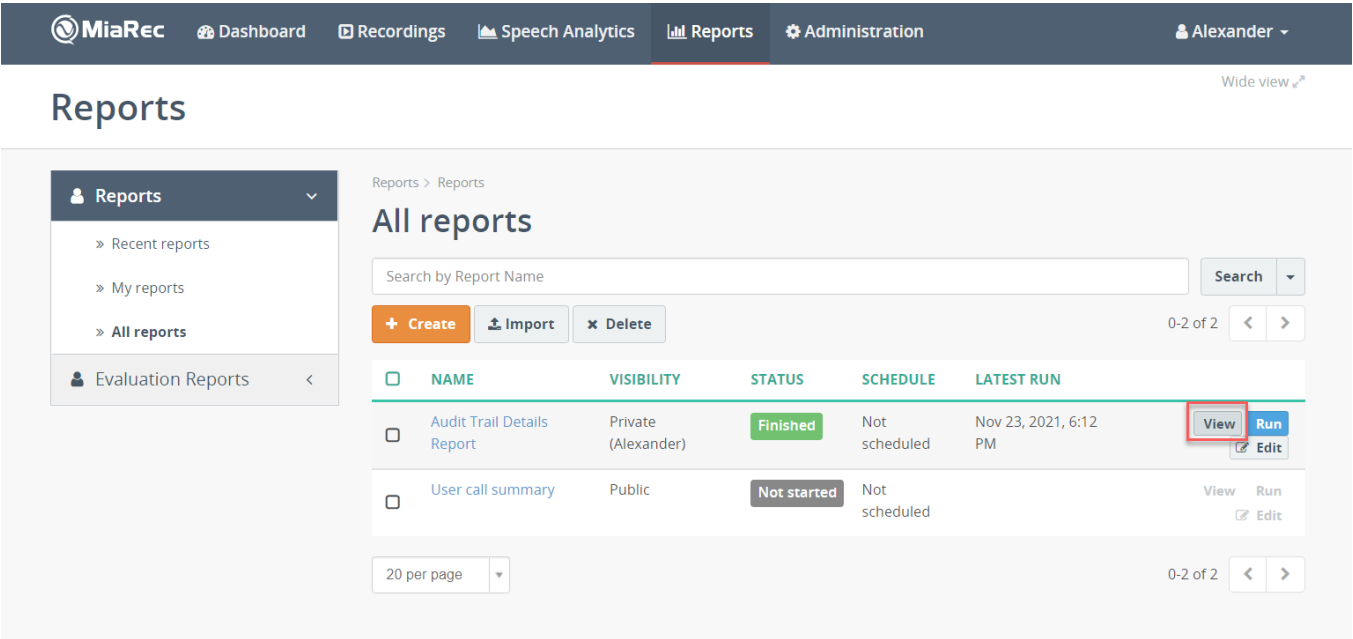 MiaRec Dashboard Recordings Speech Analytics Reports Administration Alexander
Wide view
Reports
Reports
Recent reports
My reports
All reports
Evaluation Reports
Reports > Reports
All reports
Search by Report Name Search
Create Import Delete 0-2 of 2
NAME VISIBILITY STATUS SCHEDULE LATEST RUN
Audit Trail Details Private Finished Not Nov 23, 2021, 6:12 View Run
Report (Alexander) scheduled PM Edit
User call summary Public Not started Not View Run
scheduled Edit
20 per page 0-2 of 2